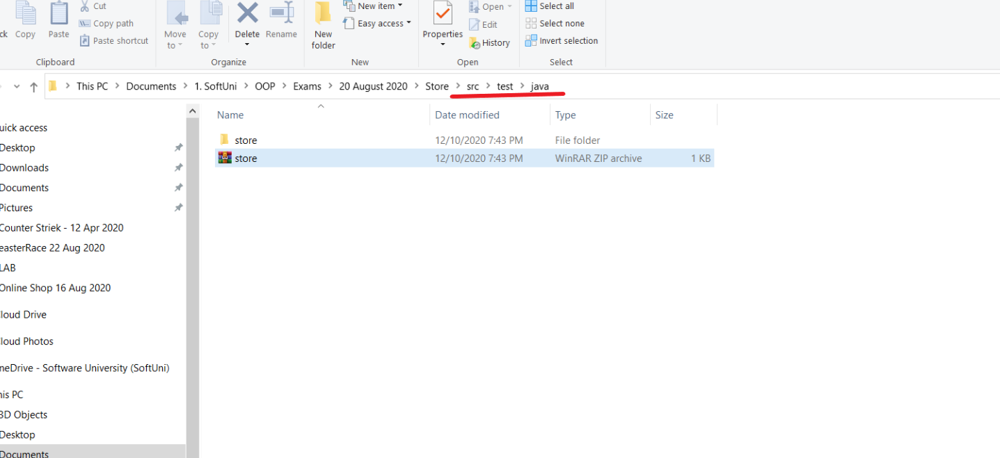 Cut
New item
Open
Select all
ck Copy Paste Copy path Move to Copy to Delete Rename New folder Easy access Properties Edit Select none
Paste shortcut History Invert selection
Clipboard Organize New Open Select
This PC Documents 1. SoftUni OOP Exams 20 August 2020 Store src test java
Name Date modified Type Size
uick access
store 12/10/2020 7:43 PM File folder
Desktop
store 12/10/2020 7:43 PM WinRAR ZIP archive 1 KB
Downloads
Documents
Pictures
Counter Striek - 12 Apr 2020
easterRace 22 Aug 2020
LAB
Online Shop 16 Aug 2020
loud Drive
loud Photos
neDrive - Software University (SoftUni)
his PC
3D Objects
Desktop
Documents